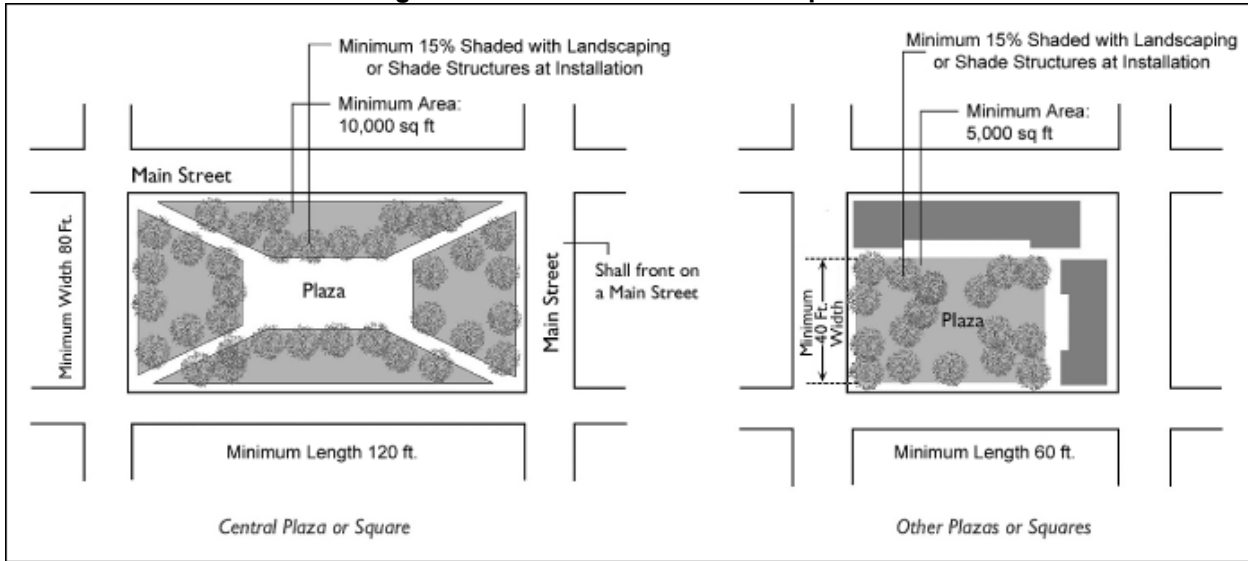 Minimum 15% Shaded with Landscaping
or Shade Structures at Installation
Minimum Area:
10,000 sq ft
Main Street
Minimum Width 80 Ft.
Plaza
Main Street
Shall front on
a Main Street
Minimum Length 120 ft.
Central Plaza or Square
Minimum 15% Shaded with Landscaping
or Shade Structures at Installation
Minimum Area:
5,000 sq ft
Minimum
40 Ft.
Width
Plaza
Minimum Length 60 ft.
Other Plazas or Squares